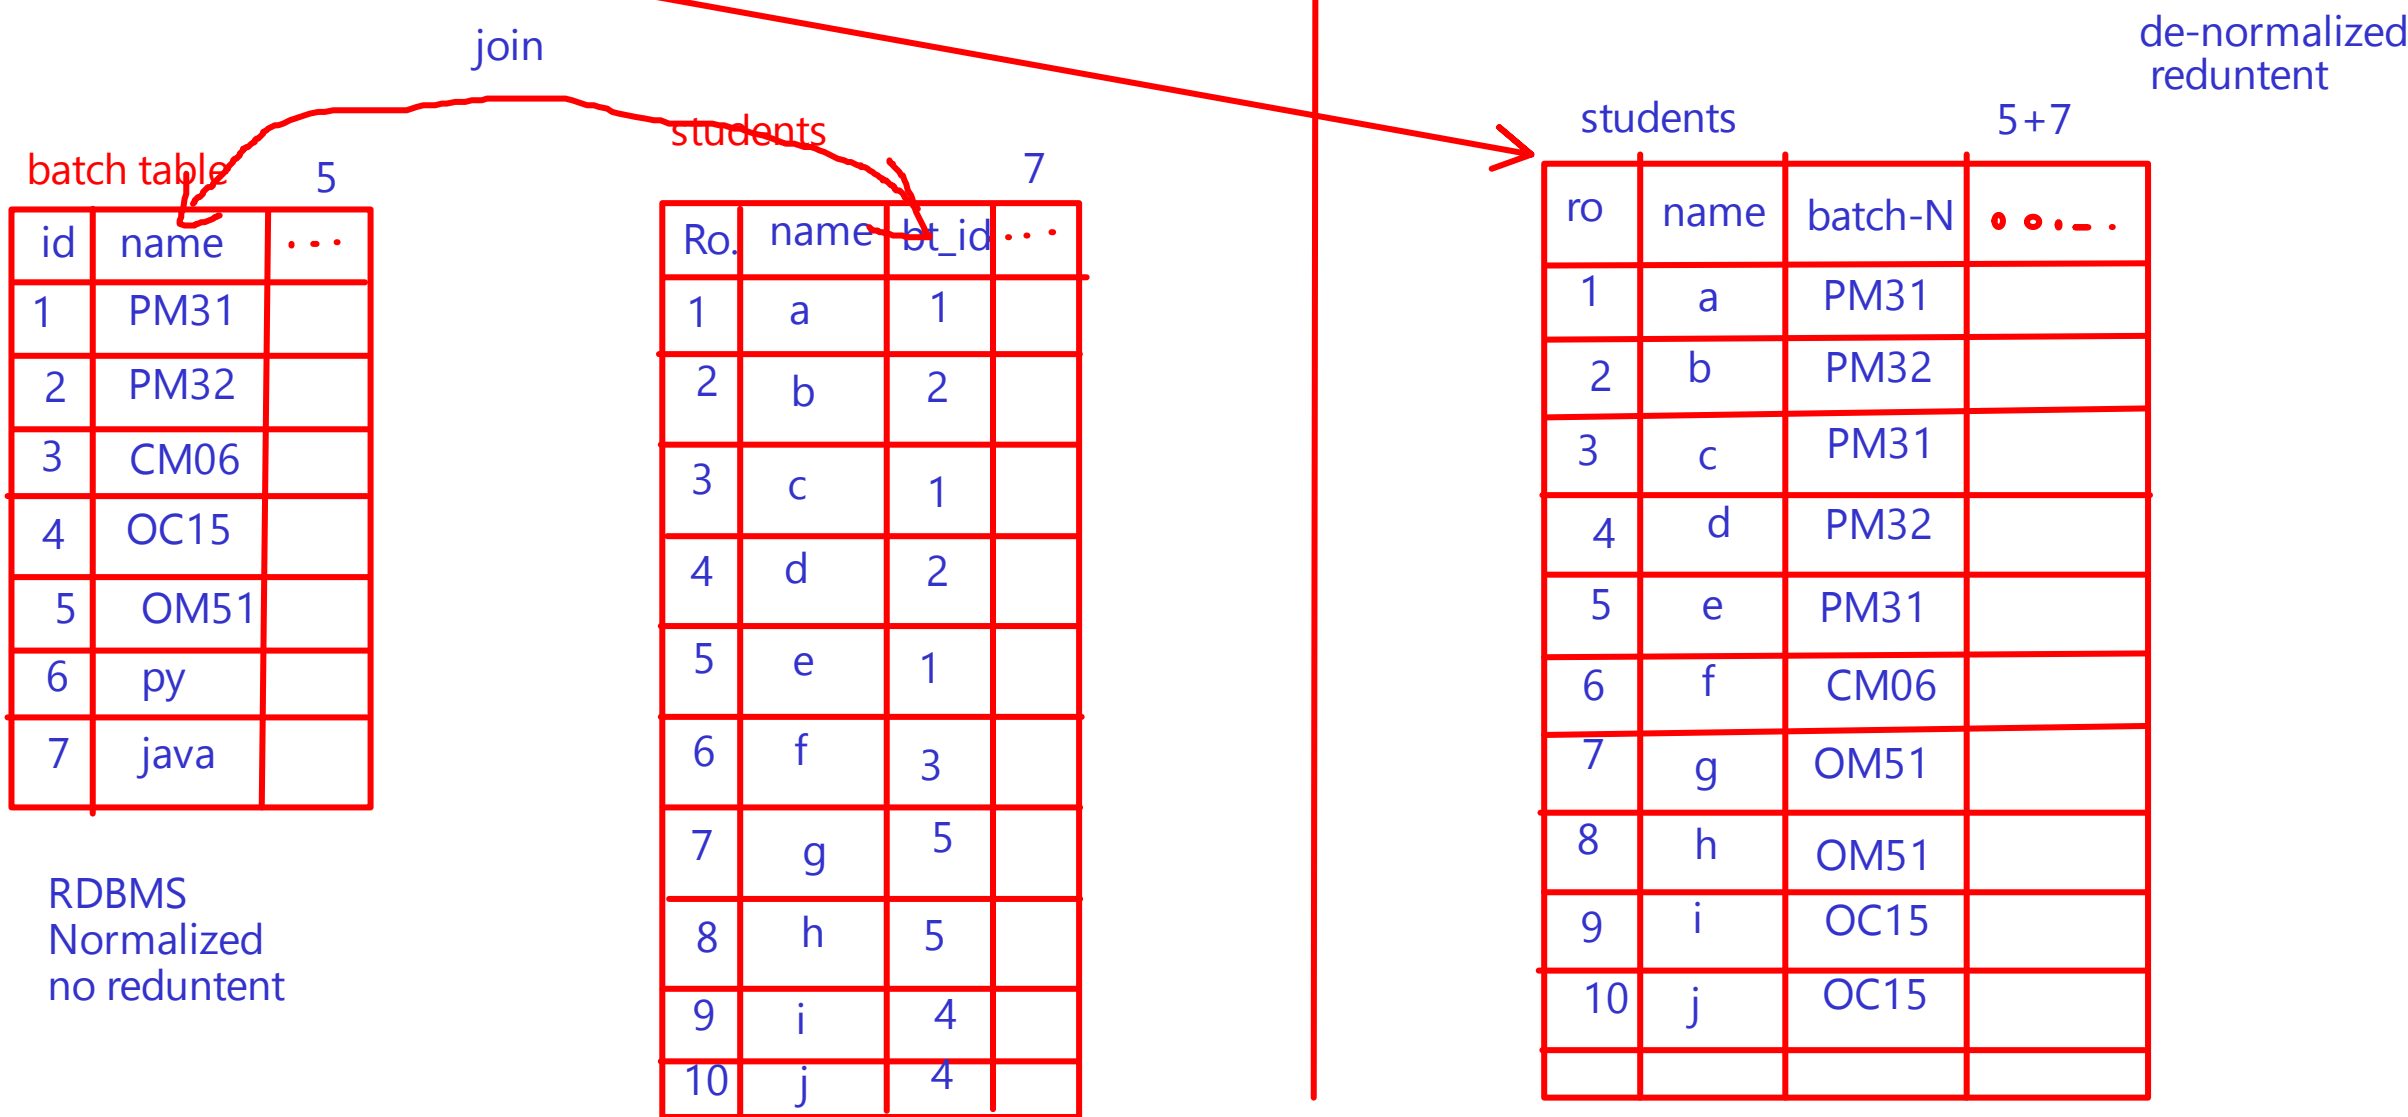 join
batch table 5
id name ...
1 PM31
2 PM32
3 CM06
4 OC15
5 OM51
6 py
7 java
RDBMS
Normalized
no reduntent
students
7
Ro. name bt_id ...
1 a 1
2 b 2
3 c 1
4 d 2
5 e 1
6 f 3
7 g 5
8 h 5
9 i 4
10 j 4
de-normalized
reduntent
students 5+7
ro name batch-N
1 a PM31
2 b PM32
3 c PM31
4 d PM32
5 e PM31
6 f CM06
7 g OM51
8 h OM51
9 i OC15
10 j OC15